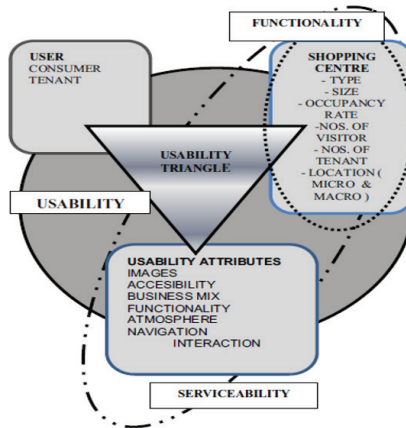 FUNCTIONALITY
USER
CONSUMER
TENANT
SHOPPING
CENTRE
- TYPE
- SIZE
- OCCUPANCY
RATE
-NOS. OF
VISITOR
- NOS. OF
TENANT
- LOCATION (
MICRO &
MACRO )
USABILITY
TRIANGLE
USABILITY
USABILITY ATTRIBUTES
IMAGES
ACCESIBILITY
BUSINESS MIX
FUNCTIONALITY
ATMOSPHERE
NAVIGATION
INTERACTION
SERVICEABILITY